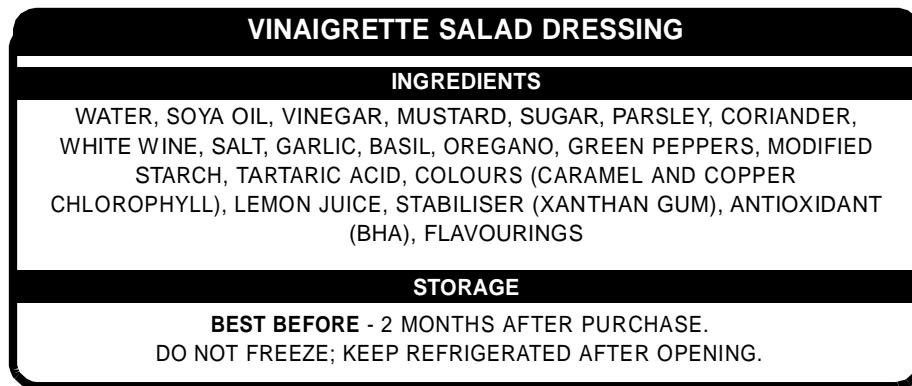 VINAIGRETTE SALAD DRESSING
INGREDIENTS
WATER, SOYA OIL, VINEGAR, MUSTARD, SUGAR, PARSLEY, CORIANDER,
WHITE WINE, SALT, GARLIC, BASIL, OREGANO, GREEN PEPPERS, MODIFIED
STARCH, TARTARIC ACID, COLOURS (CARAMEL AND COPPER
CHLOROPHYLL), LEMON JUICE, STABILISER (XANTHAN GUM), ANTIOXIDANT
(BHA), FLAVOURINGS
STORAGE
BEST BEFORE - 2 MONTHS AFTER PURCHASE.
DO NOT FREEZE; KEEP REFRIGERATED AFTER OPENING.